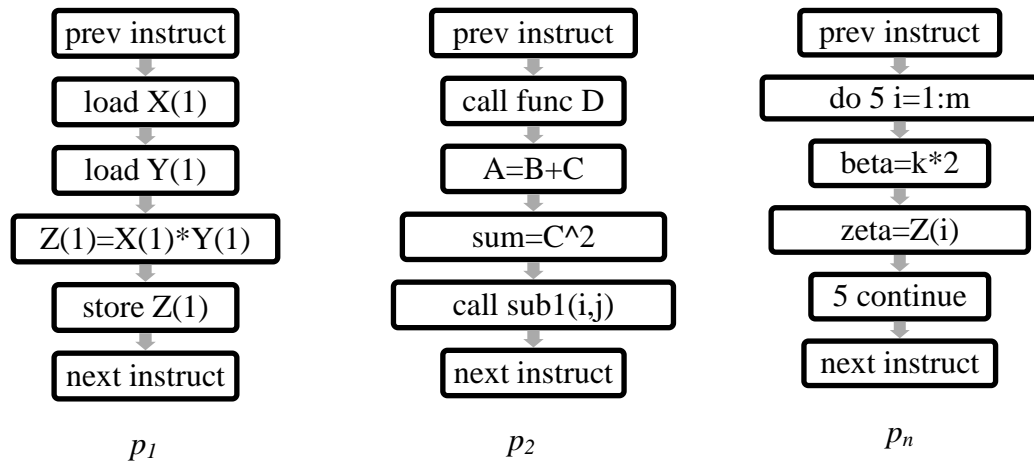 prev instruct
load X(1)
load Y(1)
Z(1)=X(1)*Y(1)
store Z(1)
next instruct
p1
prev instruct
call func D
A=B+C
sum=C^2
call sub1(i,j)
next instruct
p2
prev instruct
do 5 i=1:m
beta=k*2
zeta=Z(i)
5 continue
next instruct
pn